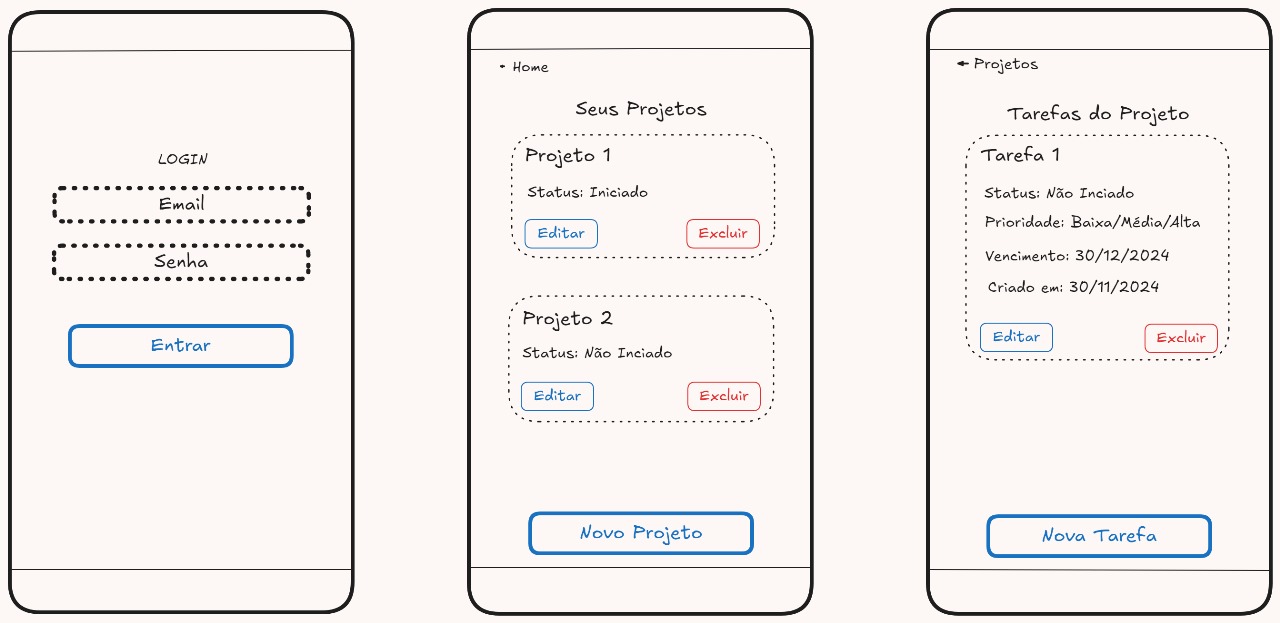 LOGIN
Email
Senha
Entrar
Home
Seus Projetos
Projeto 1
Status: Iniciado
Editar
Excluir
Projeto 2
Status: Não Inciado
Editar
Excluir
Novo Projeto
← Projetos
Tarefas do Projeto
Tarefa 1
Status: Não Inciado
Prioridade: Baixa/Média/Alta
Vencimento: 30/12/2024
Criado em: 30/11/2024
Editar
Excluir
Nova Tarefa